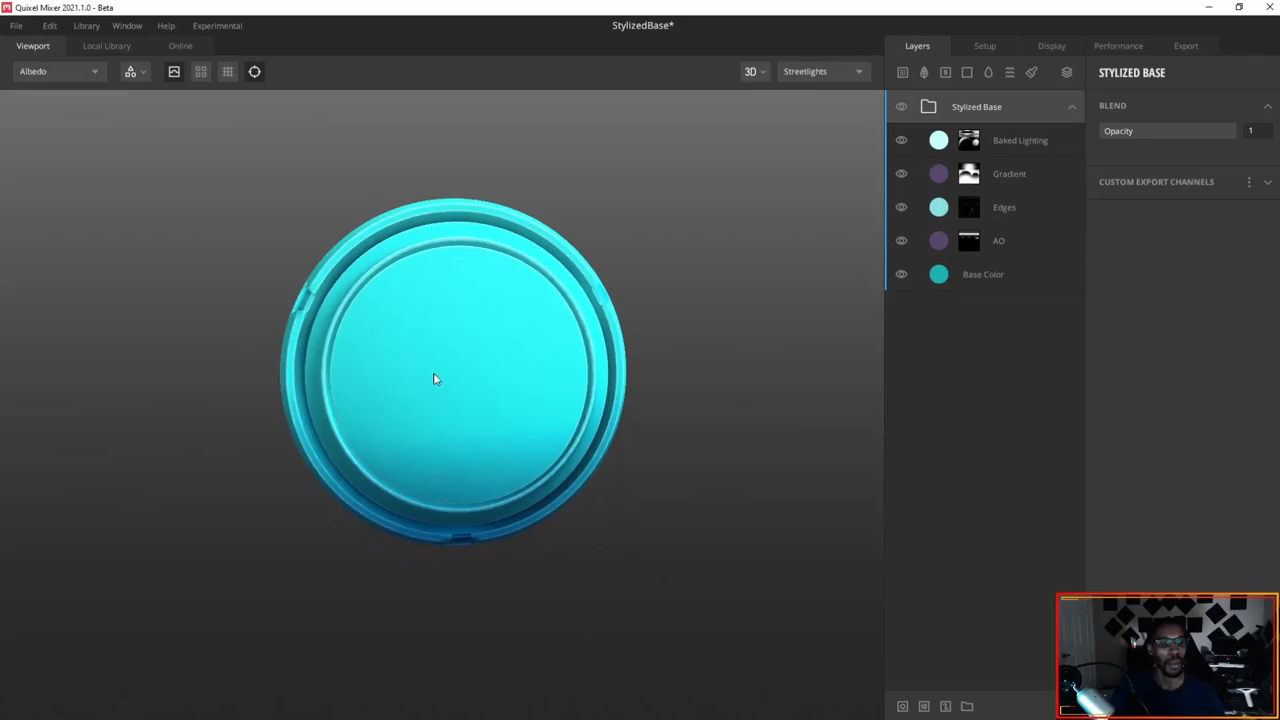 Quixel Mixer 2021.1.0 - Beta
File Edit Library Window Help Experimental
StylizedBase*
Viewport Local Library Online
Layers Setup Display Performance Export
Albedo
3D
Streetlights
STYLIZED BASE
Stylized Base
BLEND
Opacity 1
Baked Lighting
Gradient
CUSTOM EXPORT CHANNELS
Edges
AO
Base Color